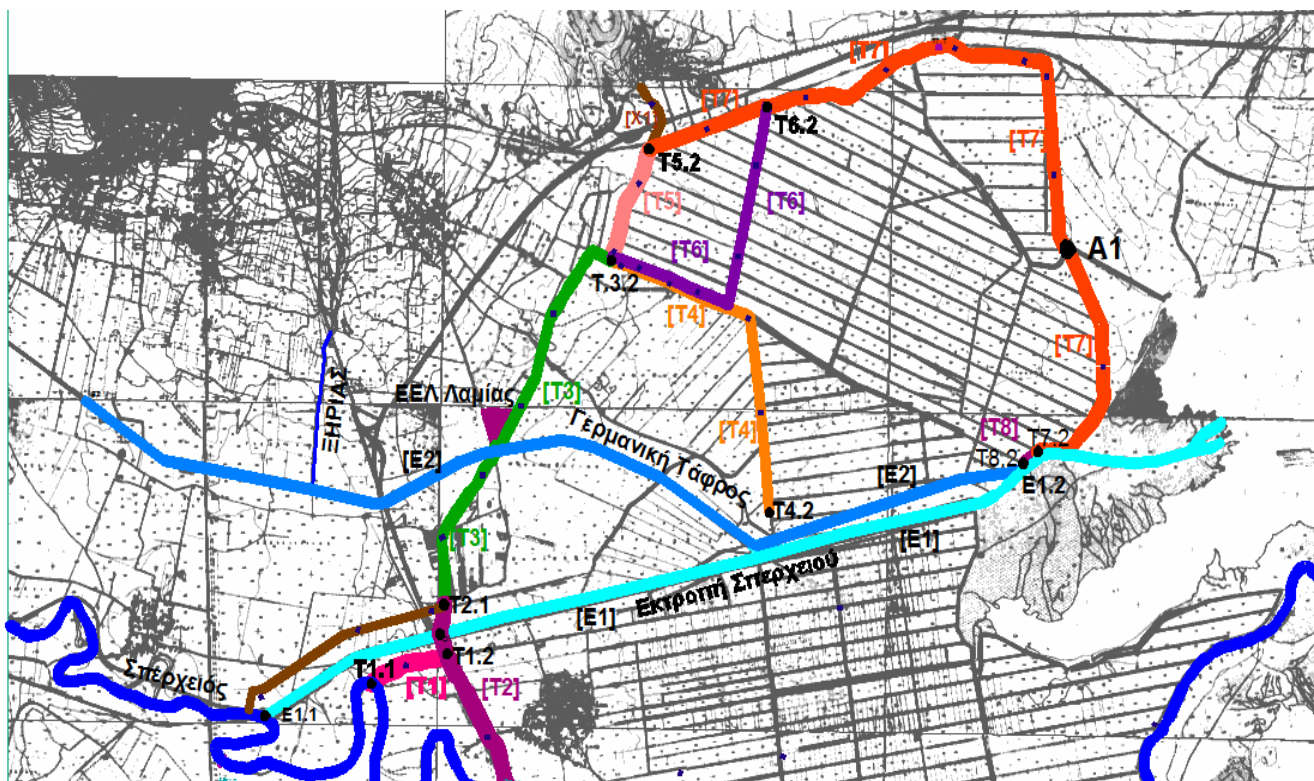 [T7]
[T7]
[X1]
T6.2
T5.2
[T7]
[T5]
[T6]
[T6]
A1
T,3.2
[T4]
[T7]
ΞΗΡΙΑΣ
ΕΕΛ Λαμίας
[T3]
Γερμανική Τάφρος
[T4]
[T8]
T7.2
[E2]
T8.2
[E2]
E1.2
T4.2
[T3]
[E1]
Εκτροπή Σπερχειού
T2.1
[E1]
T1.2
Σπερχειός
T1.1
[T1]
[T2]
E1.1